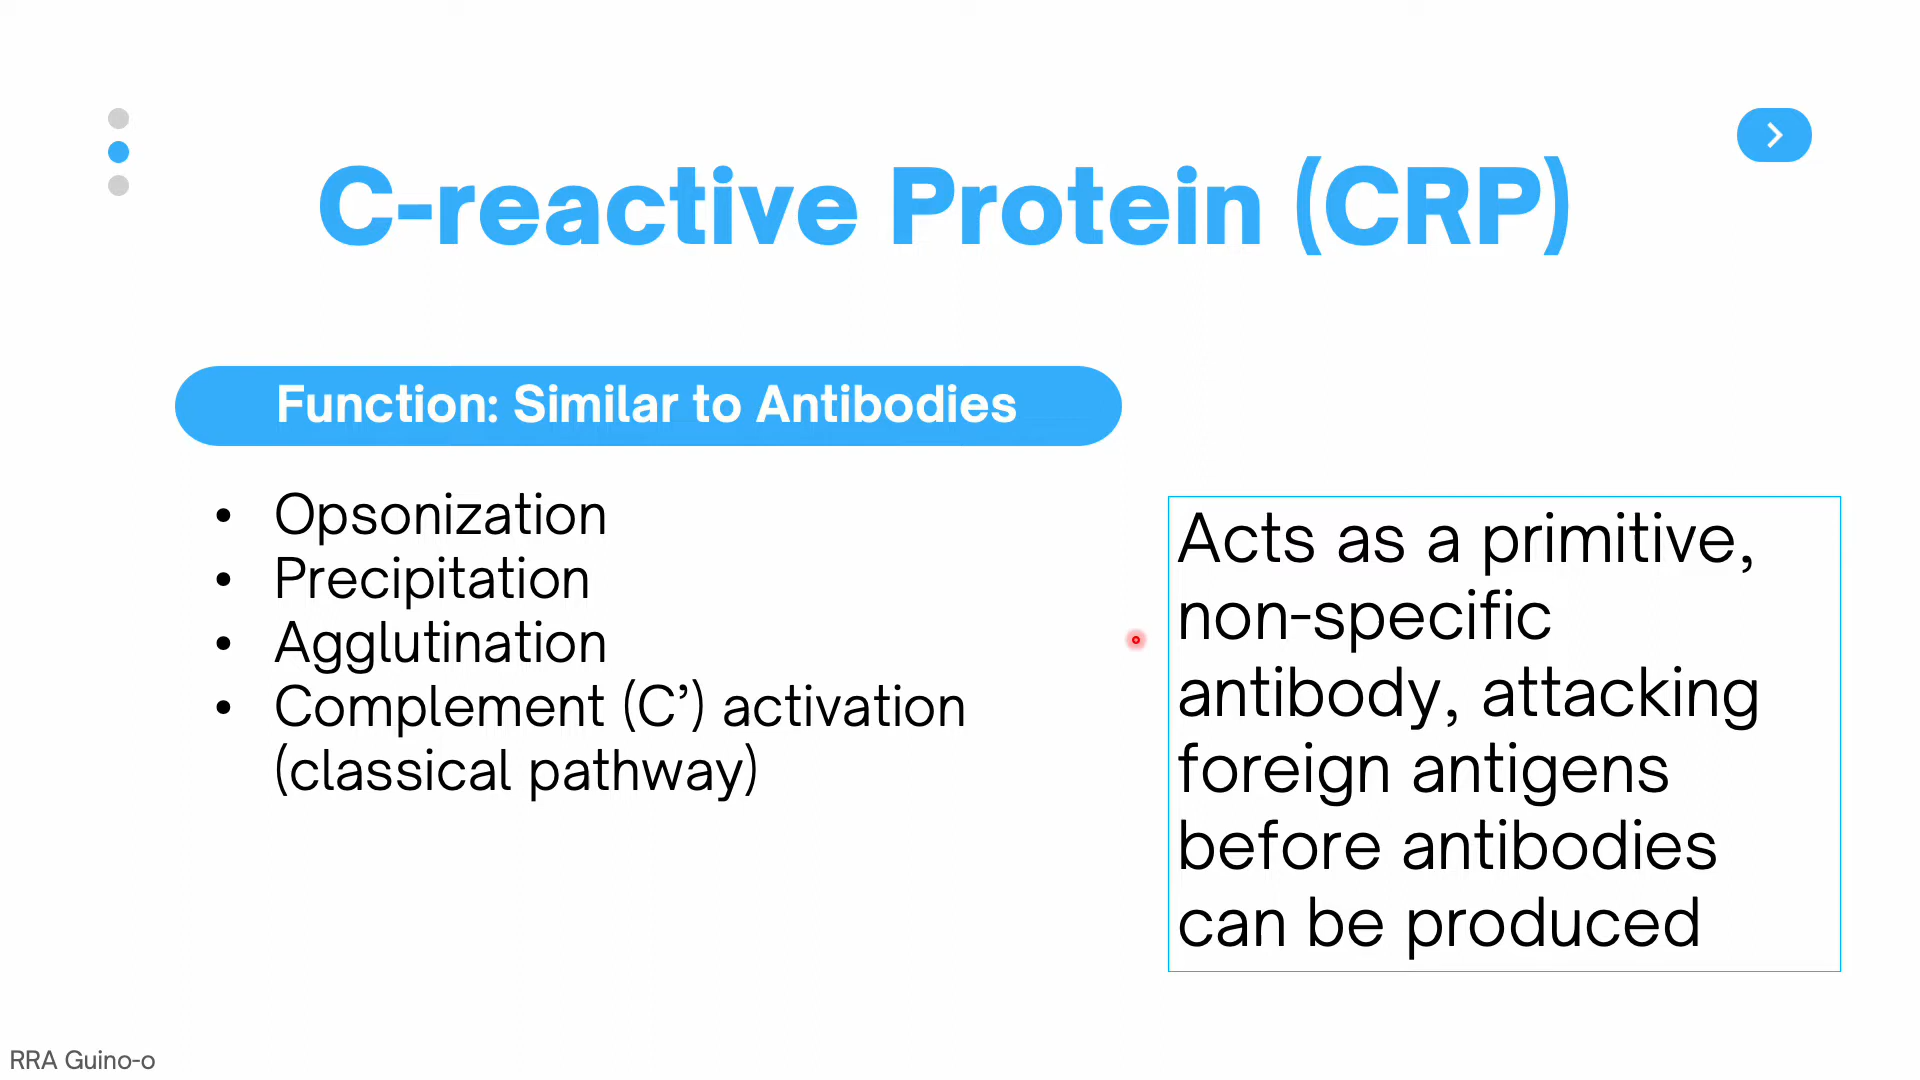 C-reactive Protein (CRP)
Function: Similar to Antibodies
• Opsonization
• Precipitation
• Agglutination
• Complement (C’) activation
(classical pathway)
Acts as a primitive,
non-specific
antibody, attacking
foreign antigens
before antibodies
can be produced
RRA Guino-o